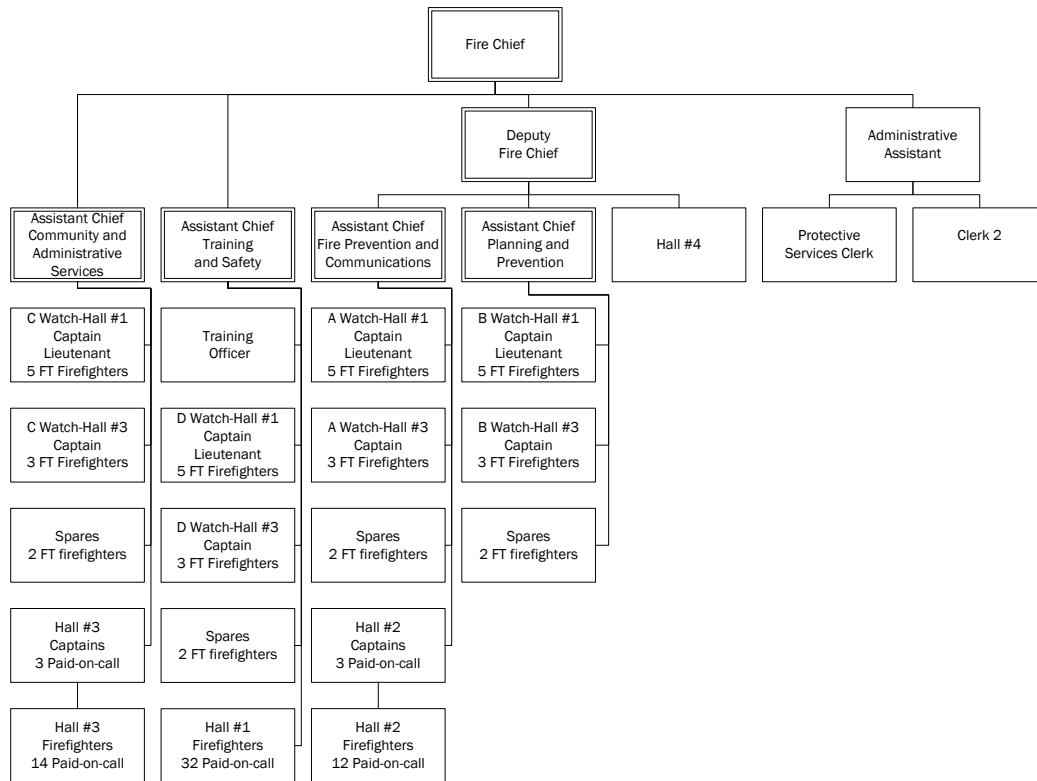 Fire Chief
Deputy
Fire Chief
Administrative
Assistant
Assistant Chief
Community and
Administrative
Services
Assistant Chief
Training
and Safety
Assistant Chief
Fire Prevention and
Communications
Assistant Chief
Planning and
Prevention
Hall #4
Protective
Services Clerk
Clerk 2
C Watch-Hall #1
Captain
Lieutenant
5 FT Firefighters
Training
Officer
A Watch-Hall #1
Captain
Lieutenant
5 FT Firefighters
B Watch-Hall #1
Captain
Lieutenant
5 FT Firefighters
C Watch-Hall #3
Captain
3 FT Firefighters
D Watch-Hall #1
Captain
Lieutenant
5 FT Firefighters
A Watch-Hall #3
Captain
3 FT Firefighters
B Watch-Hall #3
Captain
3 FT Firefighters
Spares
2 FT firefighters
D Watch-Hall #3
Captain
3 FT Firefighters
Spares
2 FT firefighters
Spares
2 FT firefighters
Hall #3
Captains
3 Paid-on-call
Spares
2 FT firefighters
Hall #2
Captains
3 Paid-on-call
Hall #3
Firefighters
14 Paid-on-call
Hall #1
Firefighters
32 Paid-on-call
Hall #2
Firefighters
12 Paid-on-call